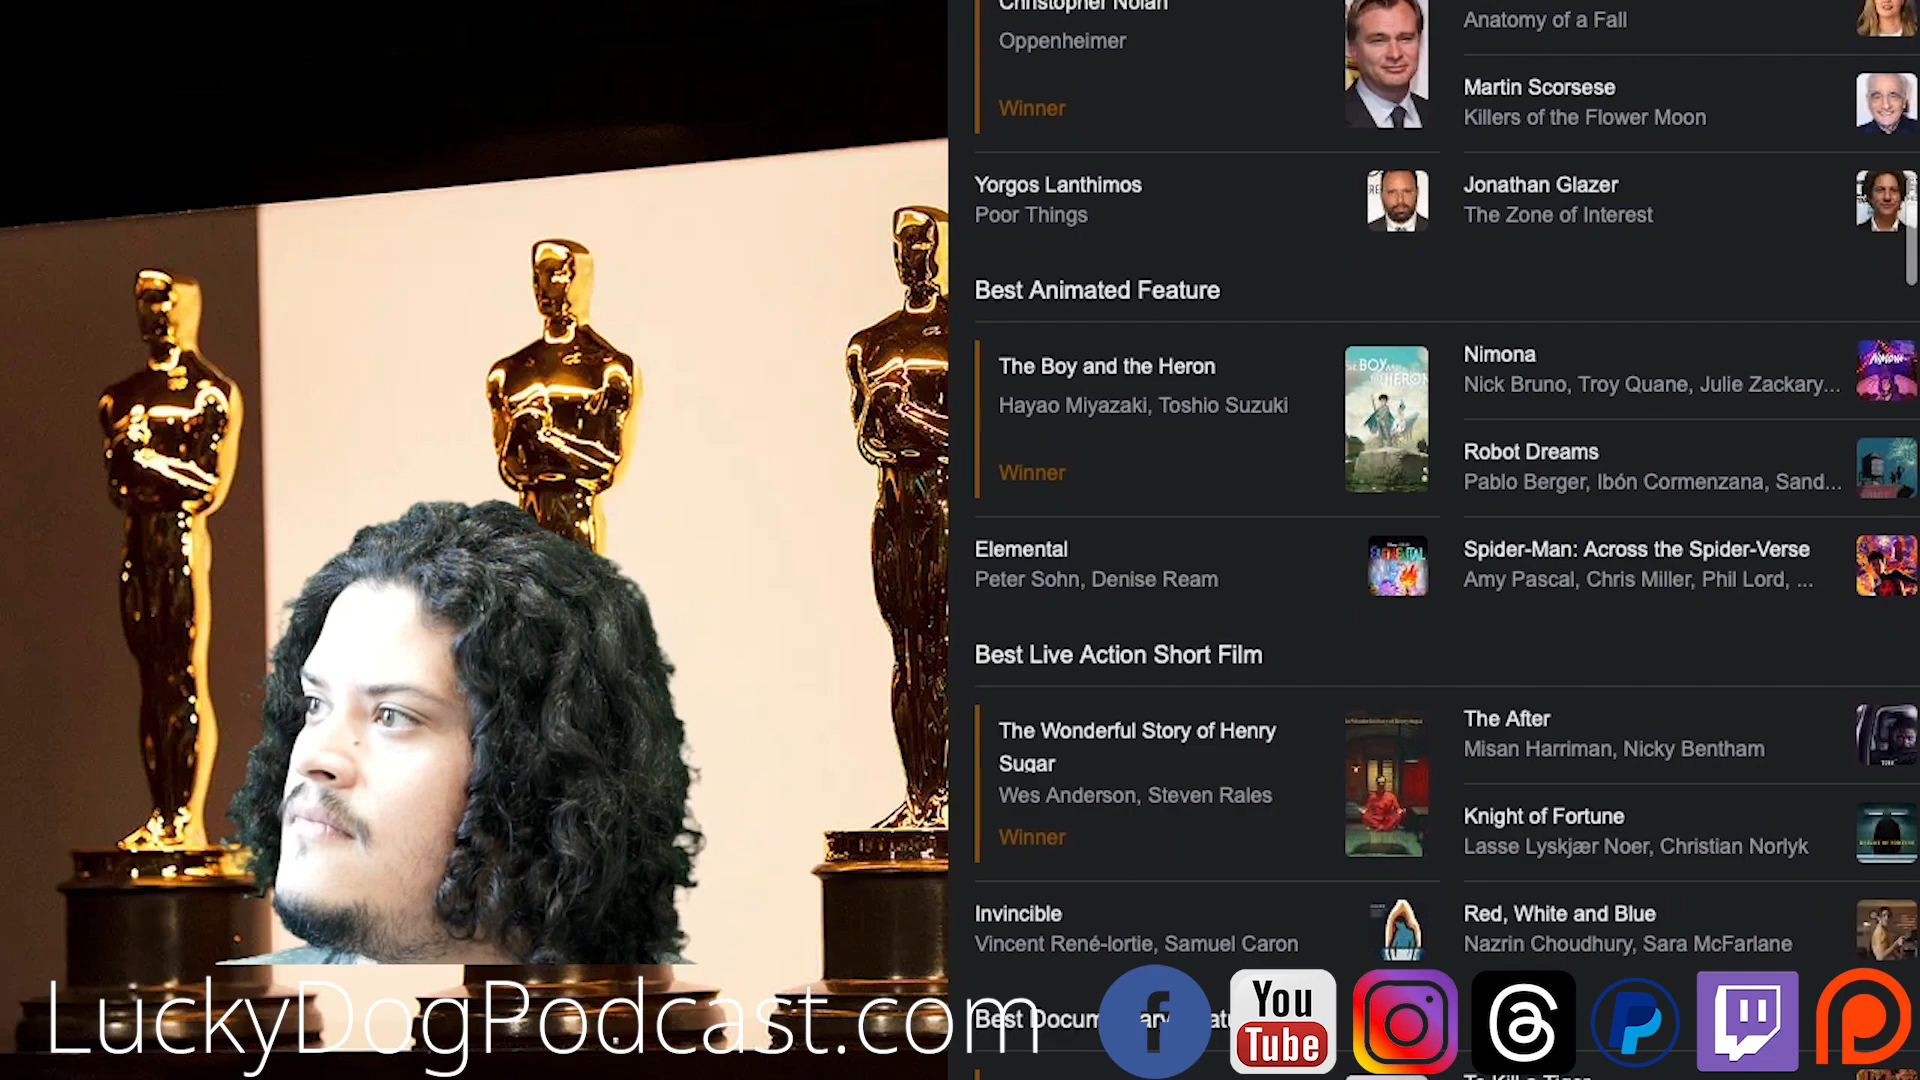 Christopher Nolan
Oppenheimer
Winner
Anatomy of a Fall
Martin Scorsese
Killers of the Flower Moon
Yorgos Lanthimos
Poor Things
Jonathan Glazer
The Zone of Interest
Best Animated Feature
The Boy and the Heron
Hayao Miyazaki, Toshio Suzuki
Winner
Nimona
Nick Bruno, Troy Quane, Julie Zackary...
Robot Dreams
Pablo Berger, Ibón Cormenzana, Sand...
Elemental
Peter Sohn, Denise Ream
Spider-Man: Across the Spider-Verse
Amy Pascal, Chris Miller, Phil Lord, ...
Best Live Action Short Film
The Wonderful Story of Henry
Sugar
Wes Anderson, Steven Rales
Winner
The After
Misan Harriman, Nicky Bentham
Knight of Fortune
Lasse Lyskjær Noer, Christian Norlyk
Invincible
Vincent René-lortie, Samuel Caron
Red, White and Blue
Nazrin Choudhury, Sara McFarlane
LuckyDogPodcast.com
Best
You
Tube
To Kill a Tiger